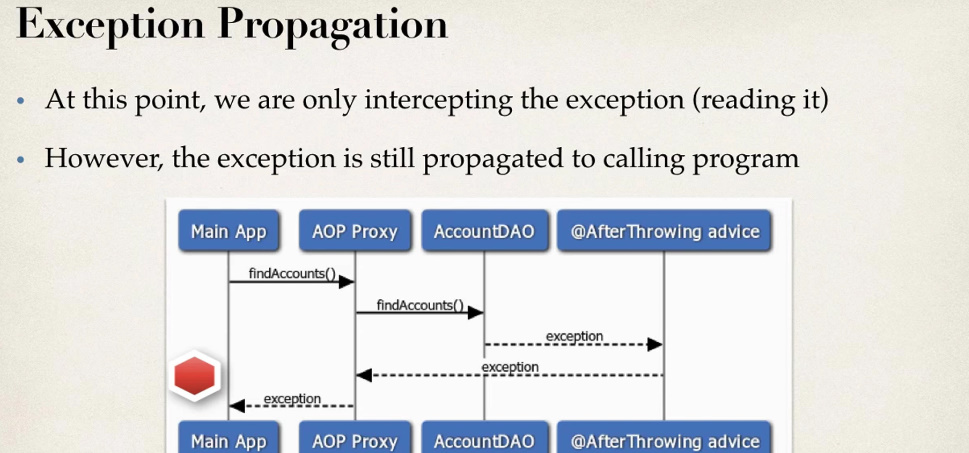 Exception Propagation
• At this point, we are only intercepting the exception (reading it)
• However, the exception is still propagated to calling program
Main App AOP Proxy AccountDAO @AfterThrowing advice
findAccounts()
findAccounts()
exception
exception
exception
Main App AOP Proxy AccountDAO @AfterThrowing advice